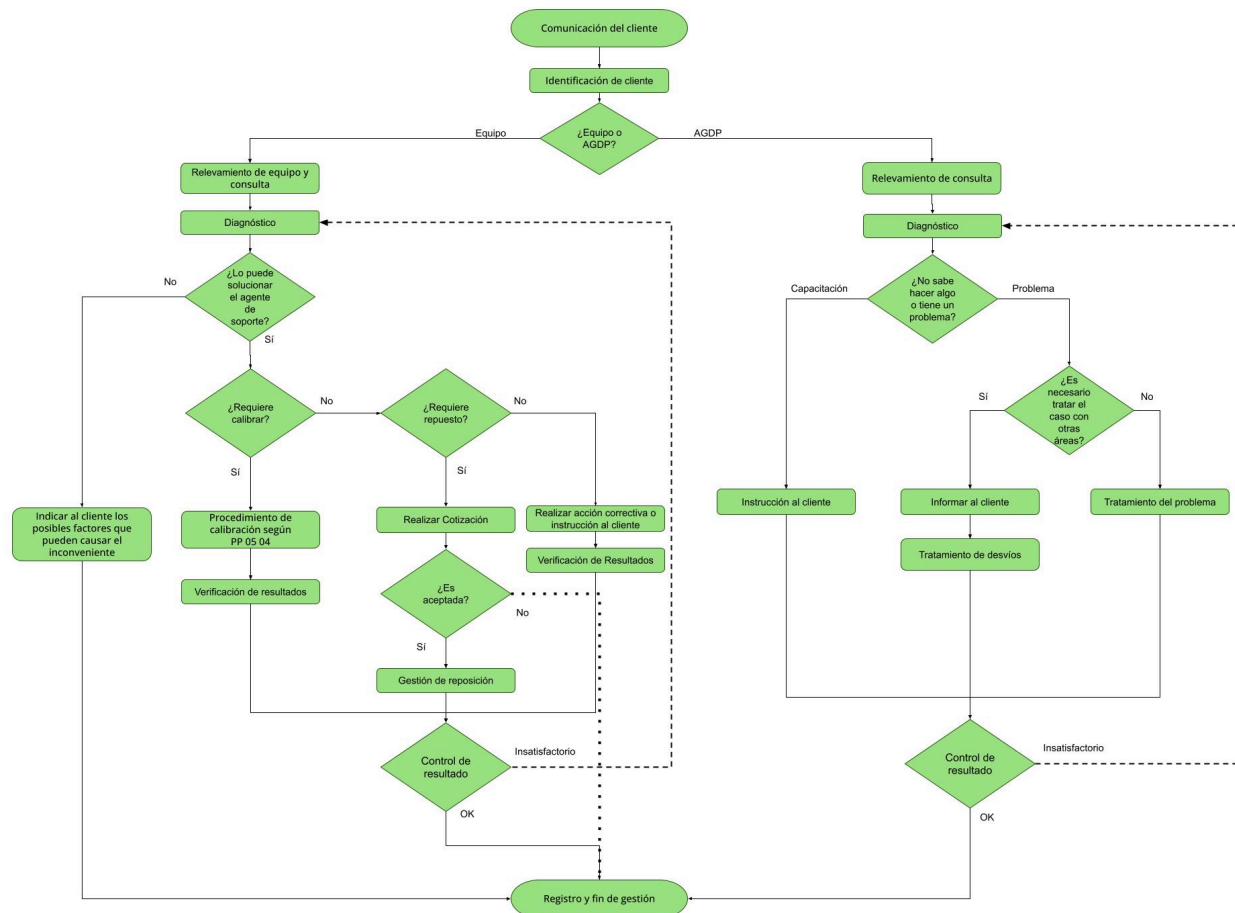 Comunicación del cliente
Identificación de cliente
¿Equipo o
AGDP?
Equipo
AGDP
Relevamiento de equipo y
consulta
Relevamiento de consulta
Diagnóstico
Diagnóstico
¿Lo puede
solucionar
el agente
de
soporte?
No
Sí
¿No sabe
hacer algo
o tiene un
problema?
Capacitación
Problema
¿Requiere
calibrar?
No
Sí
¿Requiere
repuesto?
No
Sí
¿Es
necesario
tratar el
caso con
otras
áreas?
Sí
No
Indicar al cliente los
posibles factores que
pueden causar el
inconveniente
Procedimiento de
calibración según
PP 05 04
Realizar Cotización
Realizar acción correctiva o
instrucción al cliente
Instrucción al cliente
Informar al cliente
Tratamiento del problema
Verificación de resultados
Verificación de Resultados
Tratamiento de desvíos
¿Es
aceptada?
No
Sí
Gestión de reposición
Control de
resultado
Insatisfactorio
OK
Control de
resultado
Insatisfactorio
OK
Registro y fin de gestión